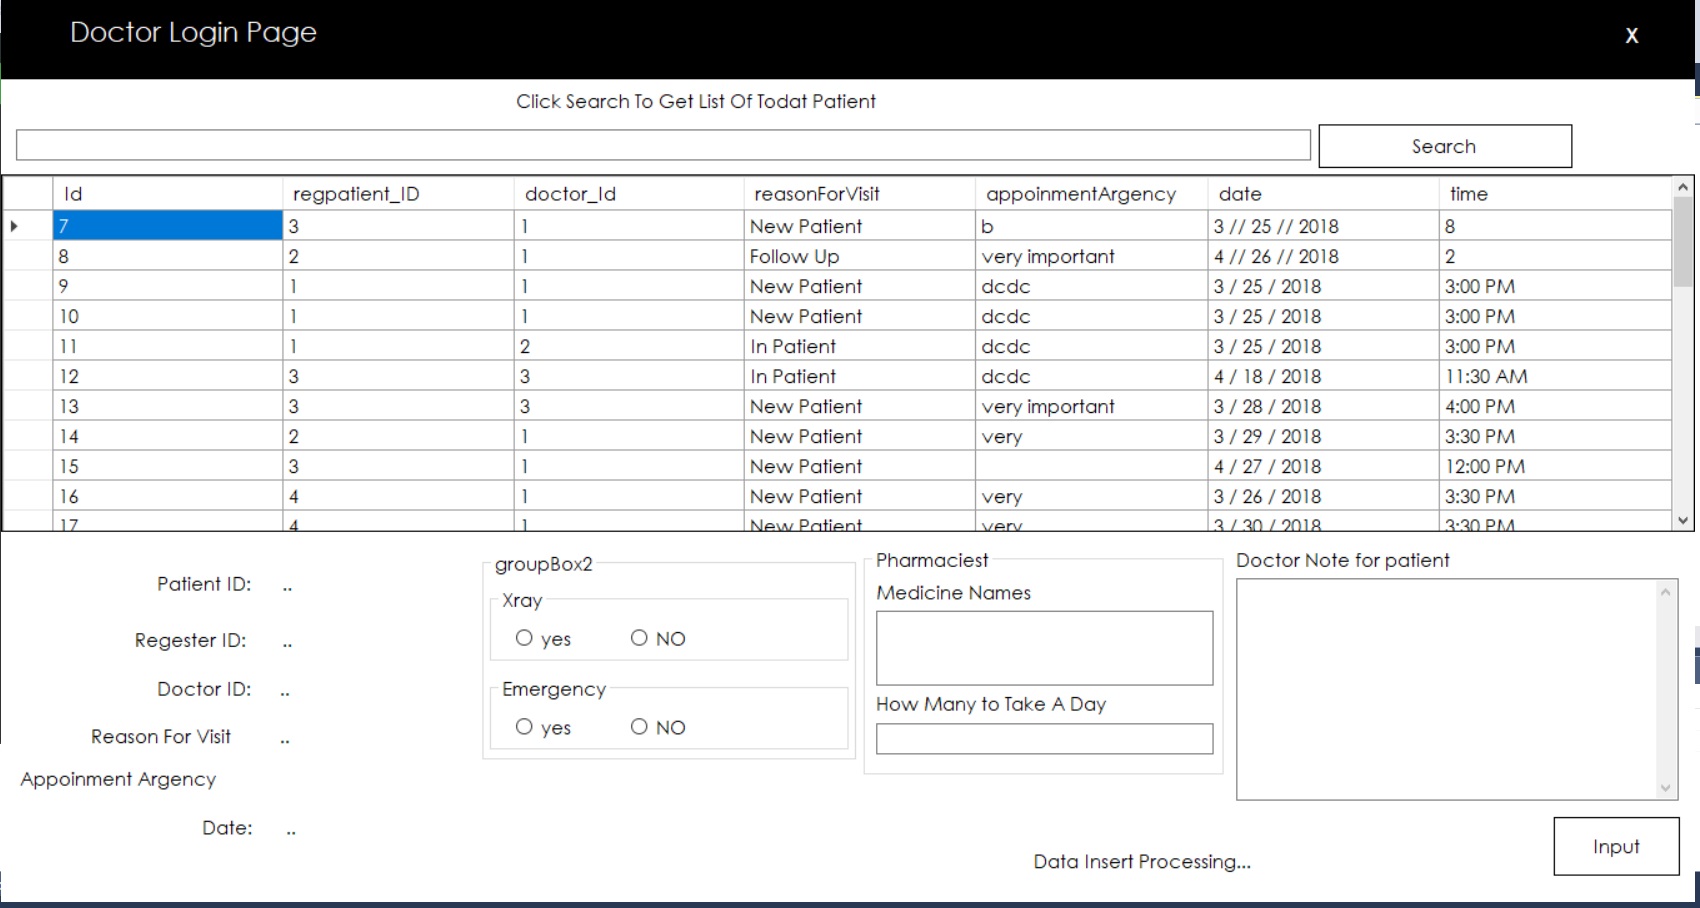 Doctor Login Page X
Click Search To Get List Of Todat Patient
Search
Id regpatient_ID doctor_Id reasonForVisit appoinmentArgency date time
7 3 1 New Patient b 3 // 25 // 2018 8
8 2 1 Follow Up very important 4 // 26 // 2018 2
9 1 1 New Patient dcdc 3 / 25 / 2018 3:00 PM
10 1 1 New Patient dcdc 3 / 25 / 2018 3:00 PM
11 1 2 In Patient dcdc 3 / 25 / 2018 3:00 PM
12 3 3 In Patient dcdc 4 / 18 / 2018 11:30 AM
13 3 3 New Patient very important 3 / 28 / 2018 4:00 PM
14 2 1 New Patient very 3 / 29 / 2018 3:30 PM
15 3 1 New Patient 4 / 27 / 2018 12:00 PM
16 4 1 New Patient very 3 / 26 / 2018 3:30 PM
17 4 1 New Patient very 3 / 30 / 2018 3:30 PM
Patient ID: ..
Regester ID: ..
Doctor ID: ..
Reason For Visit ..
Appoinment Argency
Date: ..
groupBox2
Xray
yes NO
Emergency
yes NO
Pharmaciest
Medicine Names
How Many to Take A Day
Doctor Note for patient
Data Insert Processing...
Input